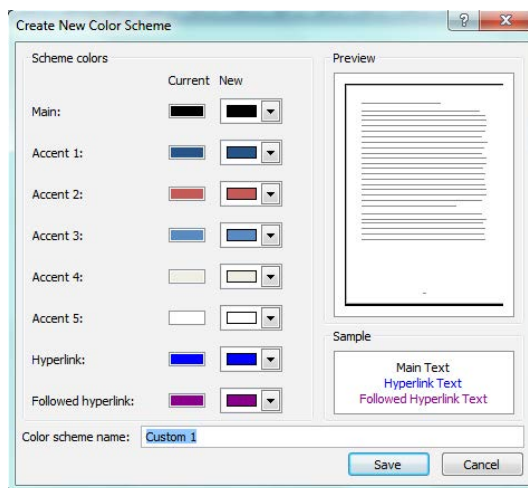 Create New Color Scheme
Scheme colors
Current New
Main:
Accent 1:
Accent 2:
Accent 3:
Accent 4:
Accent 5:
Hyperlink:
Followed hyperlink:
Preview
Sample
Main Text
Hyperlink Text
Followed Hyperlink Text
Color scheme name: Custom 1
Save Cancel